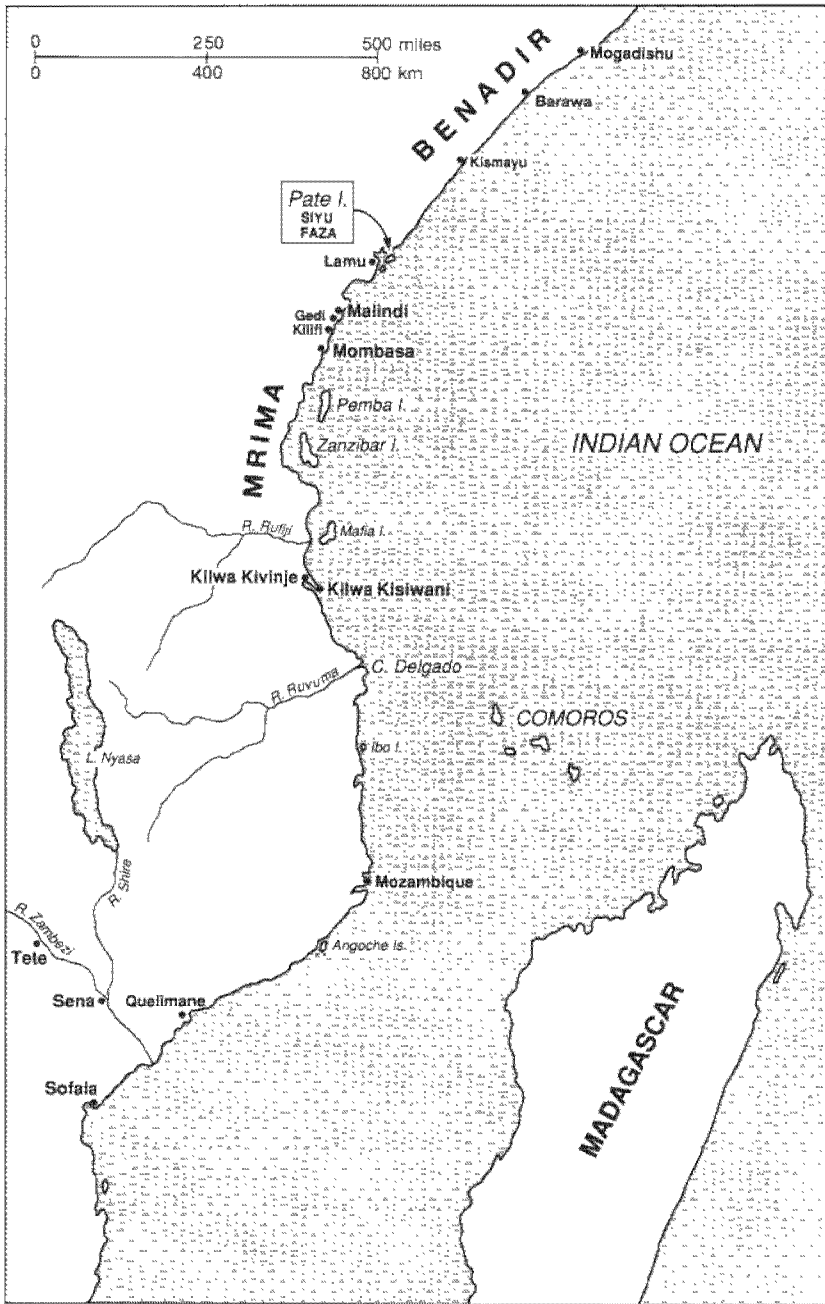 0 250 500 miles
0 400 800 km
BENADIR
Mogadishu
Barawa
Kismayu
Pate I.
SIYU
FAZA
Lamu
Malindi
Gedi
Kilifi
Mombasa
MRIMA
Pemba I.
Zanzibar I.
INDIAN OCEAN
R. Rufiji
Mafia I.
Kilwa Kivinje
Kilwa Kisiwani
C. Delgado
R. Ruvuma
COMOROS
Ibo I.
L. Nyasa
R. Shire
Mozambique
R. Zambezi
Angoche Is.
Tete
Sena
Quelimane
MADAGASCAR
Sofala